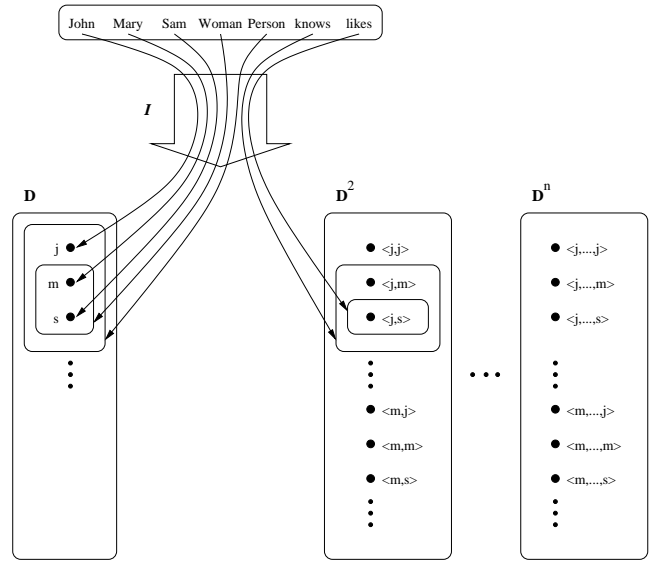 John Mary Sam Woman Person knows likes
I
D D² Dⁿ
j <j,j> <j,...,j>
m <j,m> <j,...,m>
s <j,s> <j,...,s>
<m,j> <m,...,j>
<m,m> <m,...,m>
<m,s> <m,...,s>